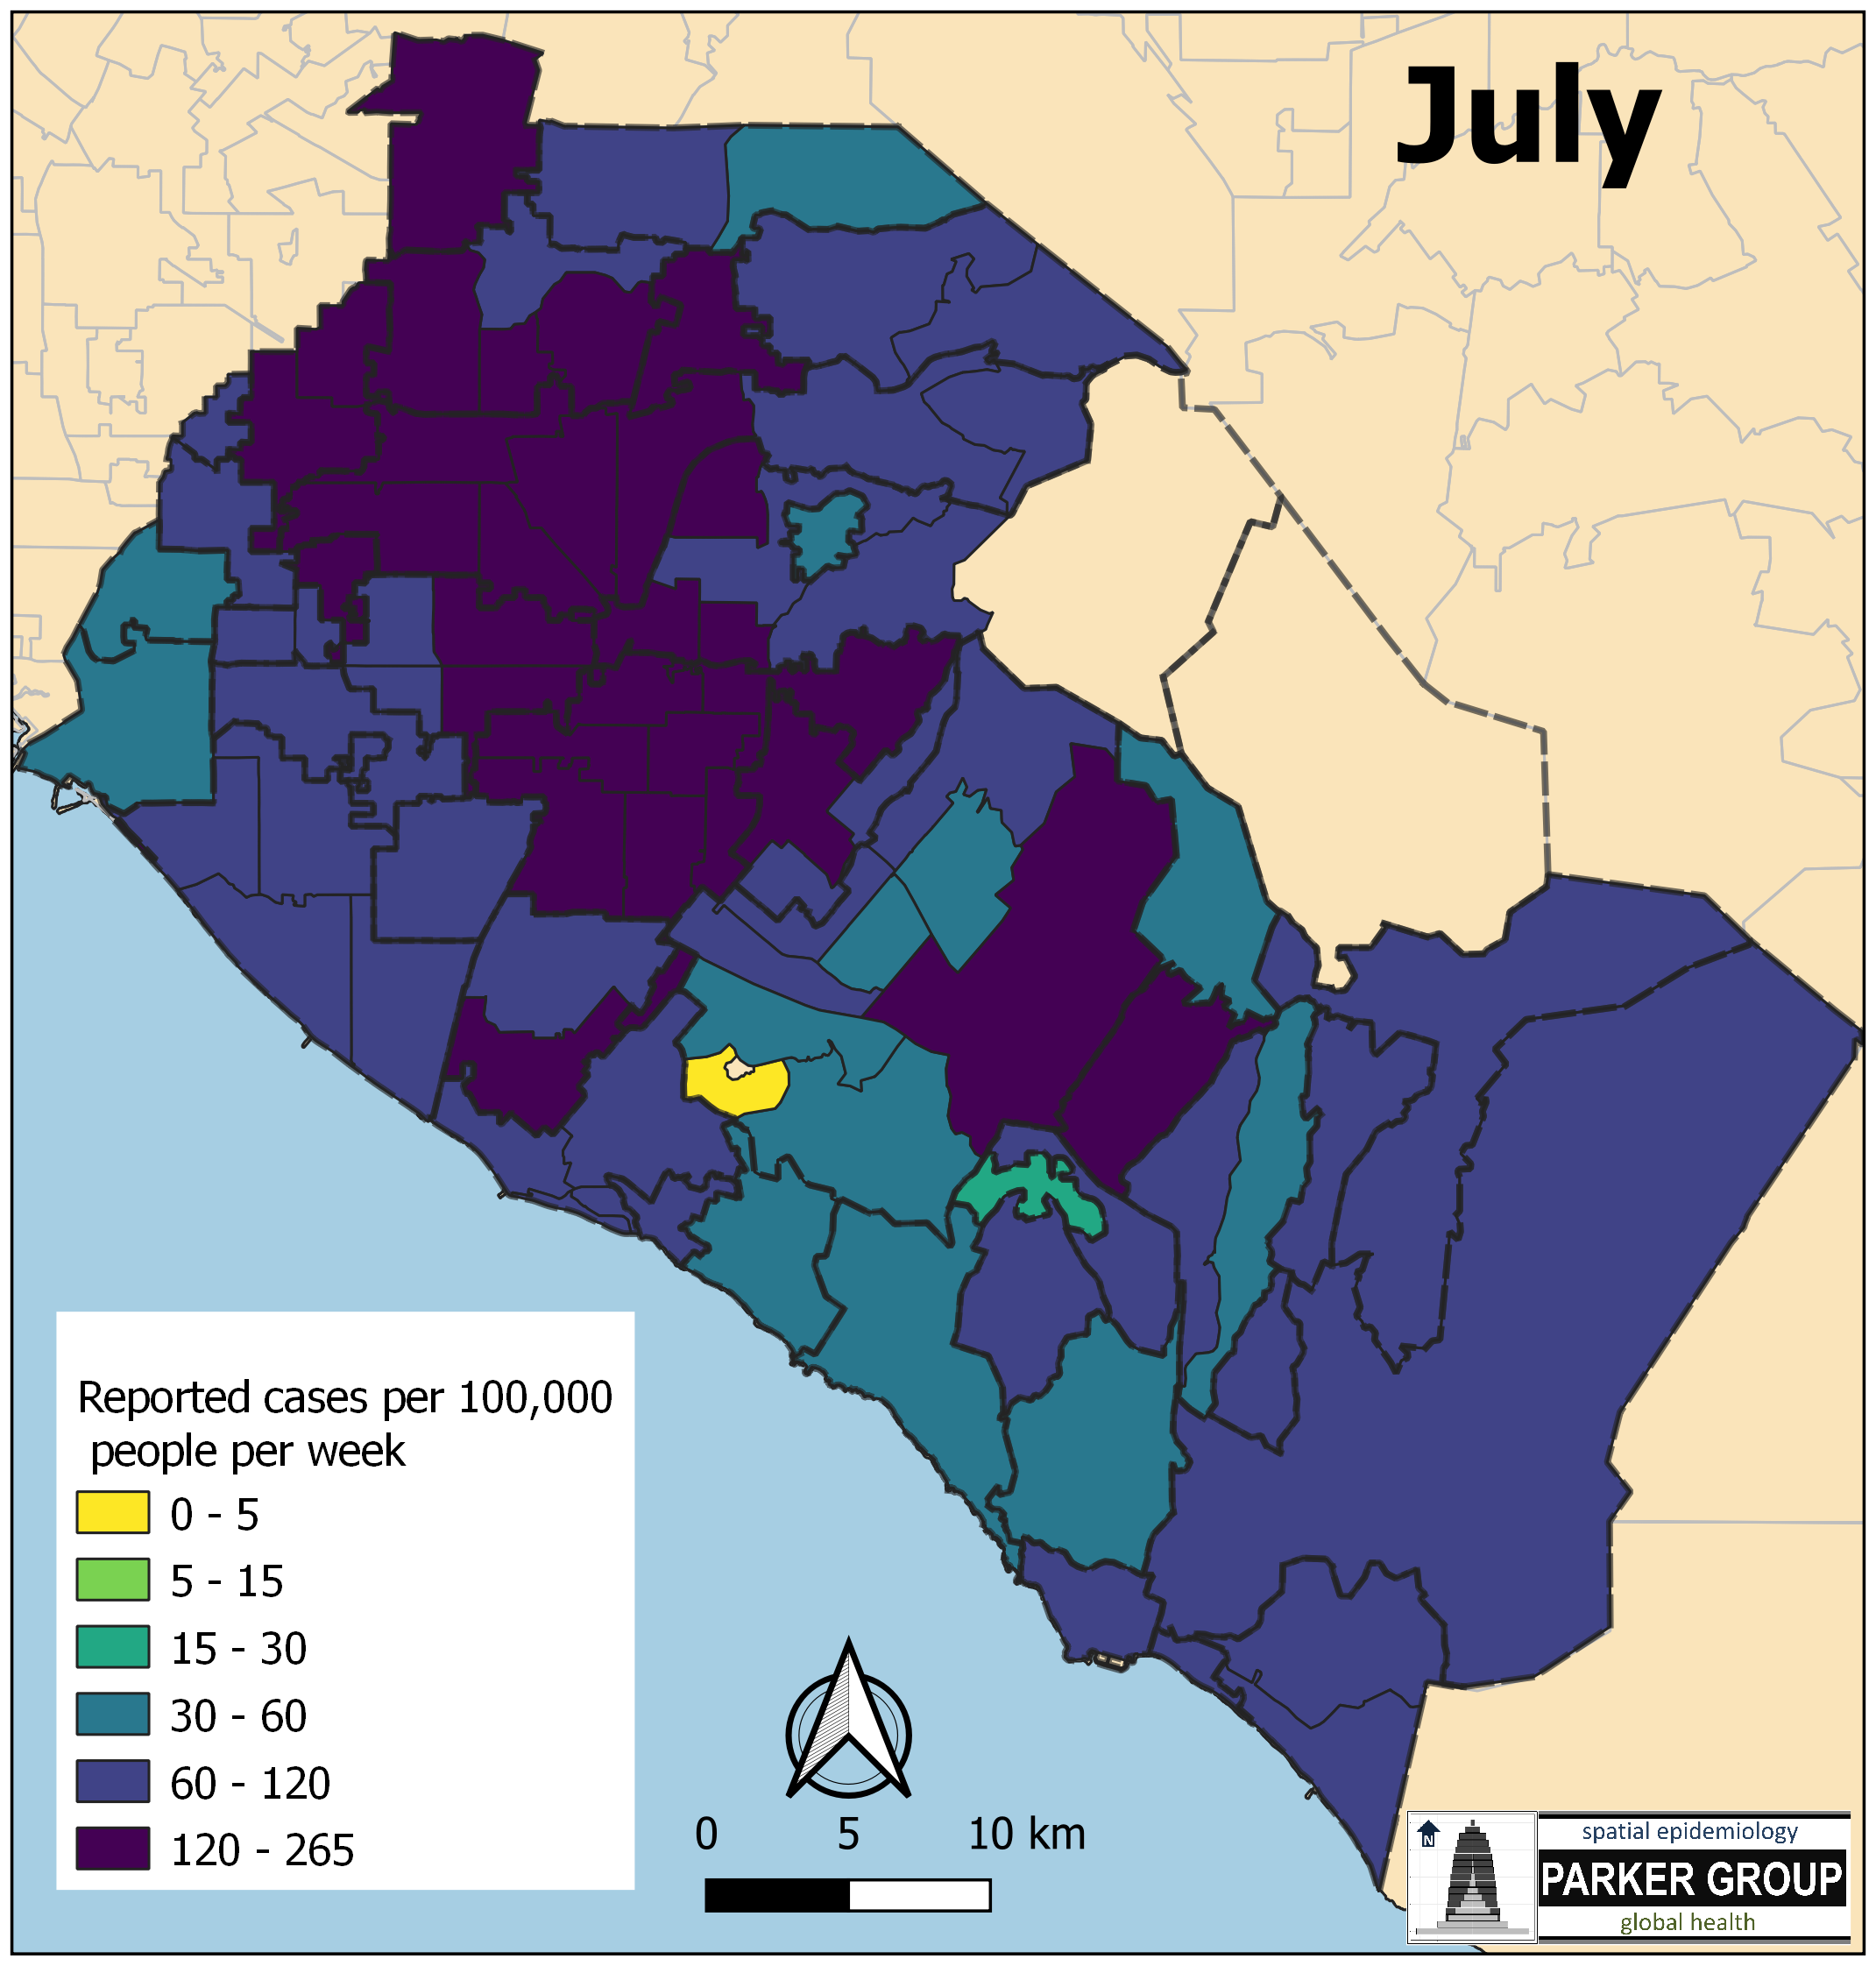 July
Reported cases per 100,000
people per week
0 - 5
5 - 15
15 - 30
30 - 60
60 - 120
120 - 265
0 5 10 km
N
spatial epidemiology
PARKER GROUP
global health